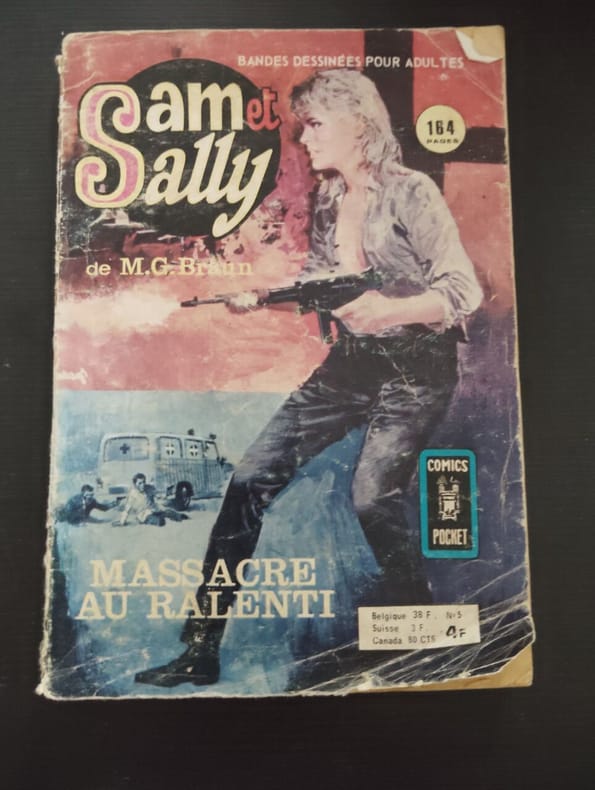 BANDES DESSINÉES POUR ADULTES
Sam et
Sally
164
PAGES
de M.G. Braun
COMICS
POCKET
MASSACRE
AU RALENTI
Belgique 38 F. N°5
Suisse 3 F.
Canada 80 CTS 4F